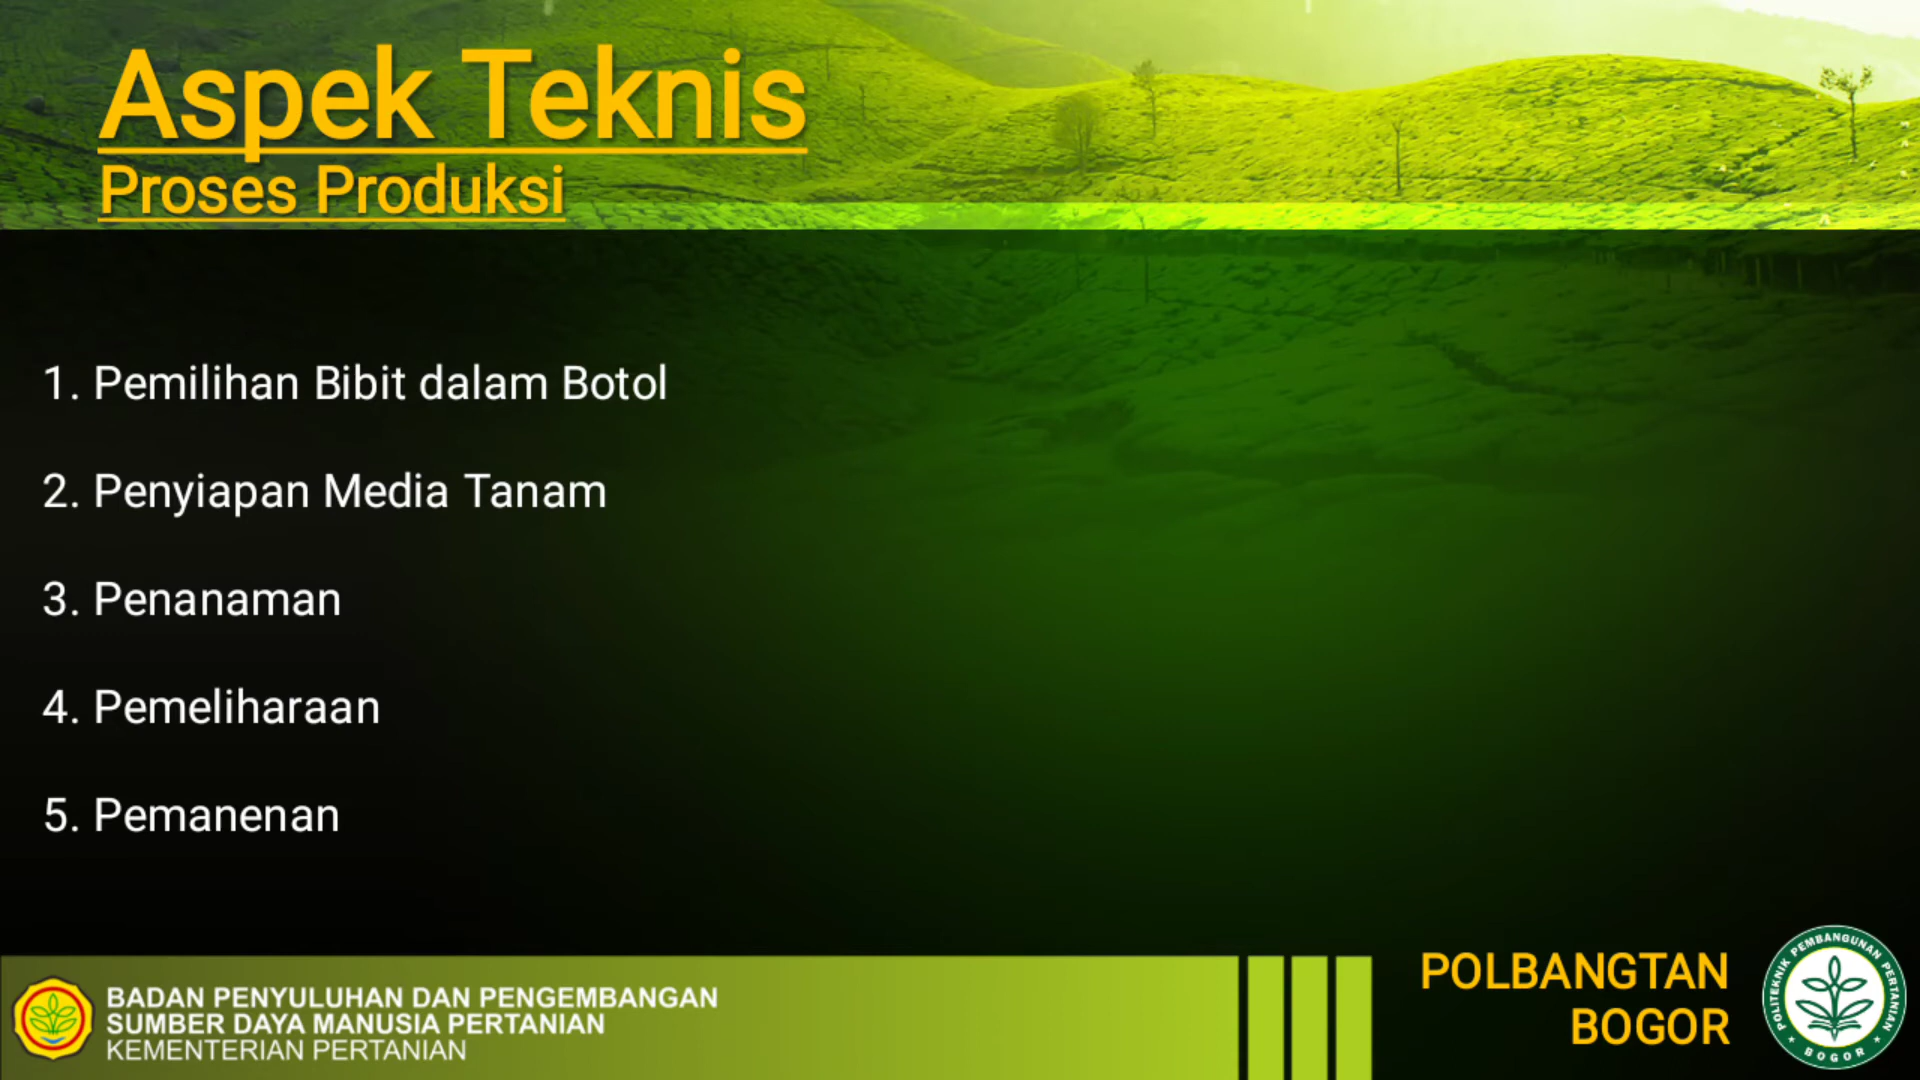 Aspek Teknis
Proses Produksi
1. Pemilihan Bibit dalam Botol
2. Penyiapan Media Tanam
3. Penanaman
4. Pemeliharaan
5. Pemanenan
BADAN PENYULUHAN DAN PENGEMBANGAN
SUMBER DAYA MANUSIA PERTANIAN
KEMENTERIAN PERTANIAN
POLBANGTAN
BOGOR
POLITEKNIK PEMBANGUNAN PERTANIAN
BOGOR